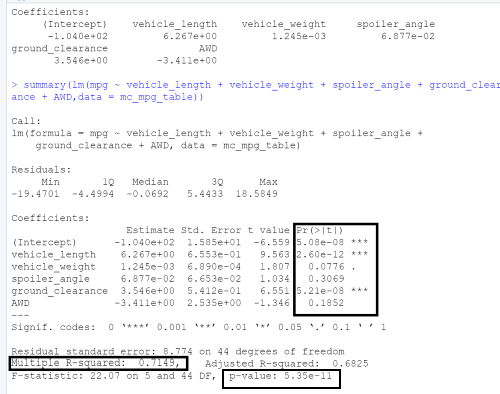 Coefficients:
(Intercept) vehicle_length vehicle_weight spoiler_angle
-1.040e+02 6.267e+00 1.245e-03 6.877e-02
ground_clearance AWD
3.546e+00 -3.411e+00
> summary(lm(mpg ~ vehicle_length + vehicle_weight + spoiler_angle + ground_clear
ance + AWD,data = mc_mpg_table))
Call:
lm(formula = mpg ~ vehicle_length + vehicle_weight + spoiler_angle +
ground_clearance + AWD, data = mc_mpg_table)
Residuals:
Min 1Q Median 3Q Max
-19.4701 -4.4994 -0.0692 5.4433 18.5849
Coefficients:
Estimate Std. Error t value Pr(>|t|)
(Intercept) -1.040e+02 1.585e+01 -6.559 5.08e-08 ***
vehicle_length 6.267e+00 6.553e-01 9.563 2.60e-12 ***
vehicle_weight 1.245e-03 6.890e-04 1.807 0.0776 .
spoiler_angle 6.877e-02 6.653e-02 1.034 0.3069
ground_clearance 3.546e+00 5.412e-01 6.551 5.21e-08 ***
AWD -3.411e+00 2.535e+00 -1.346 0.1852
---
Signif. codes: 0 ‘***’ 0.001 ‘**’ 0.01 ‘*’ 0.05 ‘.’ 0.1 ‘ ’ 1
Residual standard error: 8.774 on 44 degrees of freedom
Multiple R-squared: 0.7149, Adjusted R-squared: 0.6825
F-statistic: 22.07 on 5 and 44 DF, p-value: 5.35e-11